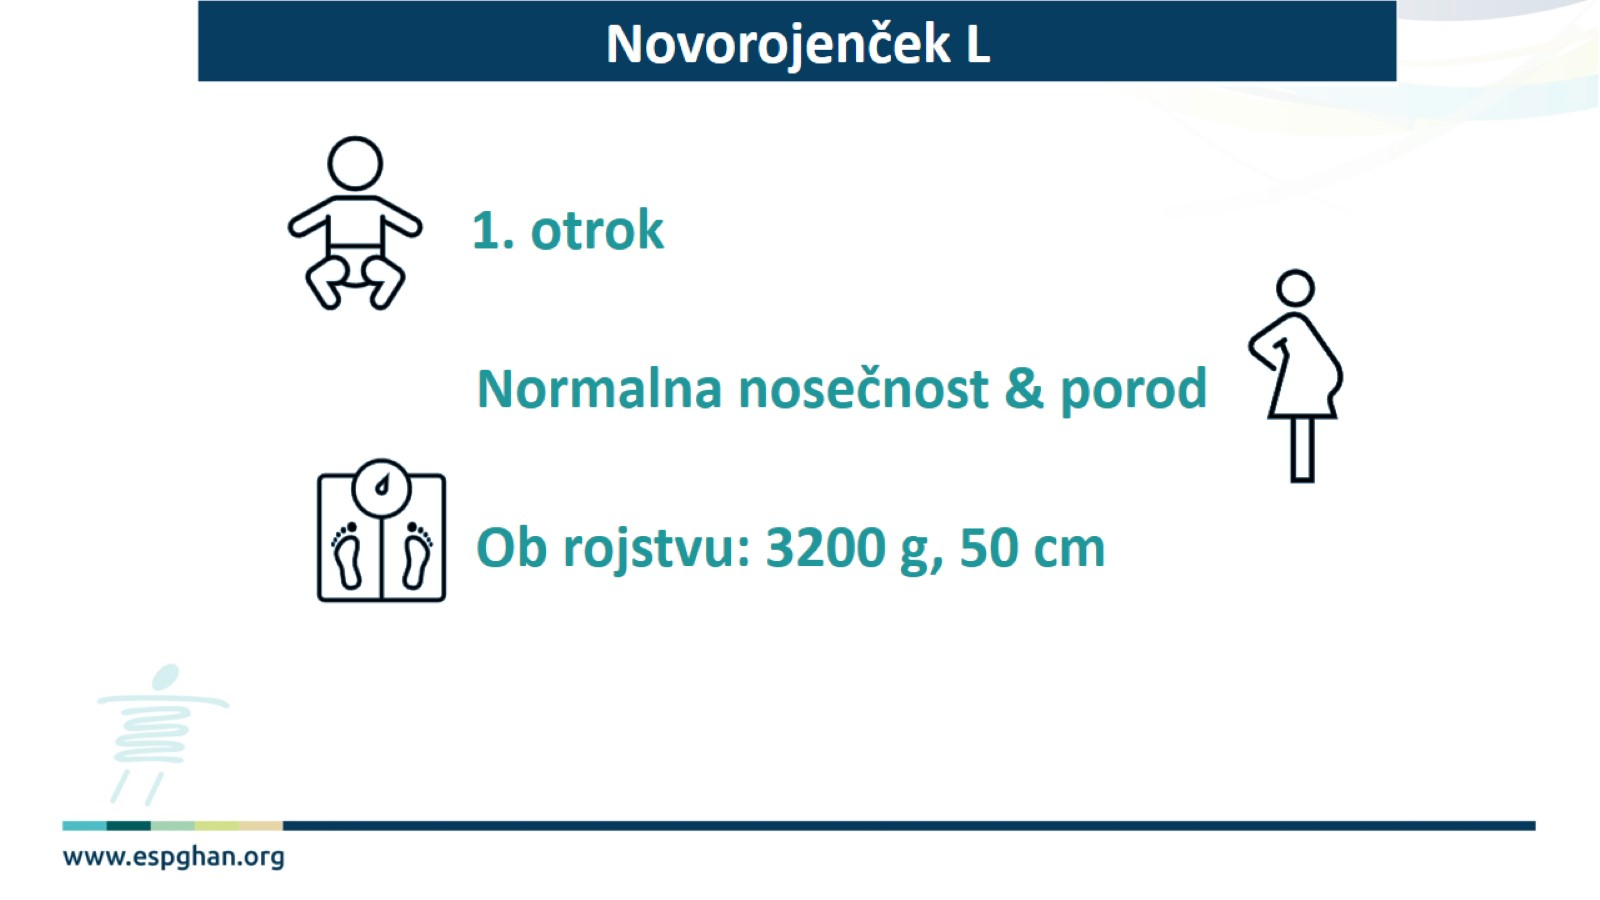 Novorojenček L
1. otrok
Normalna nosečnost & porod
Ob rojstvu: 3200 g, 50 cm
www.espghan.org